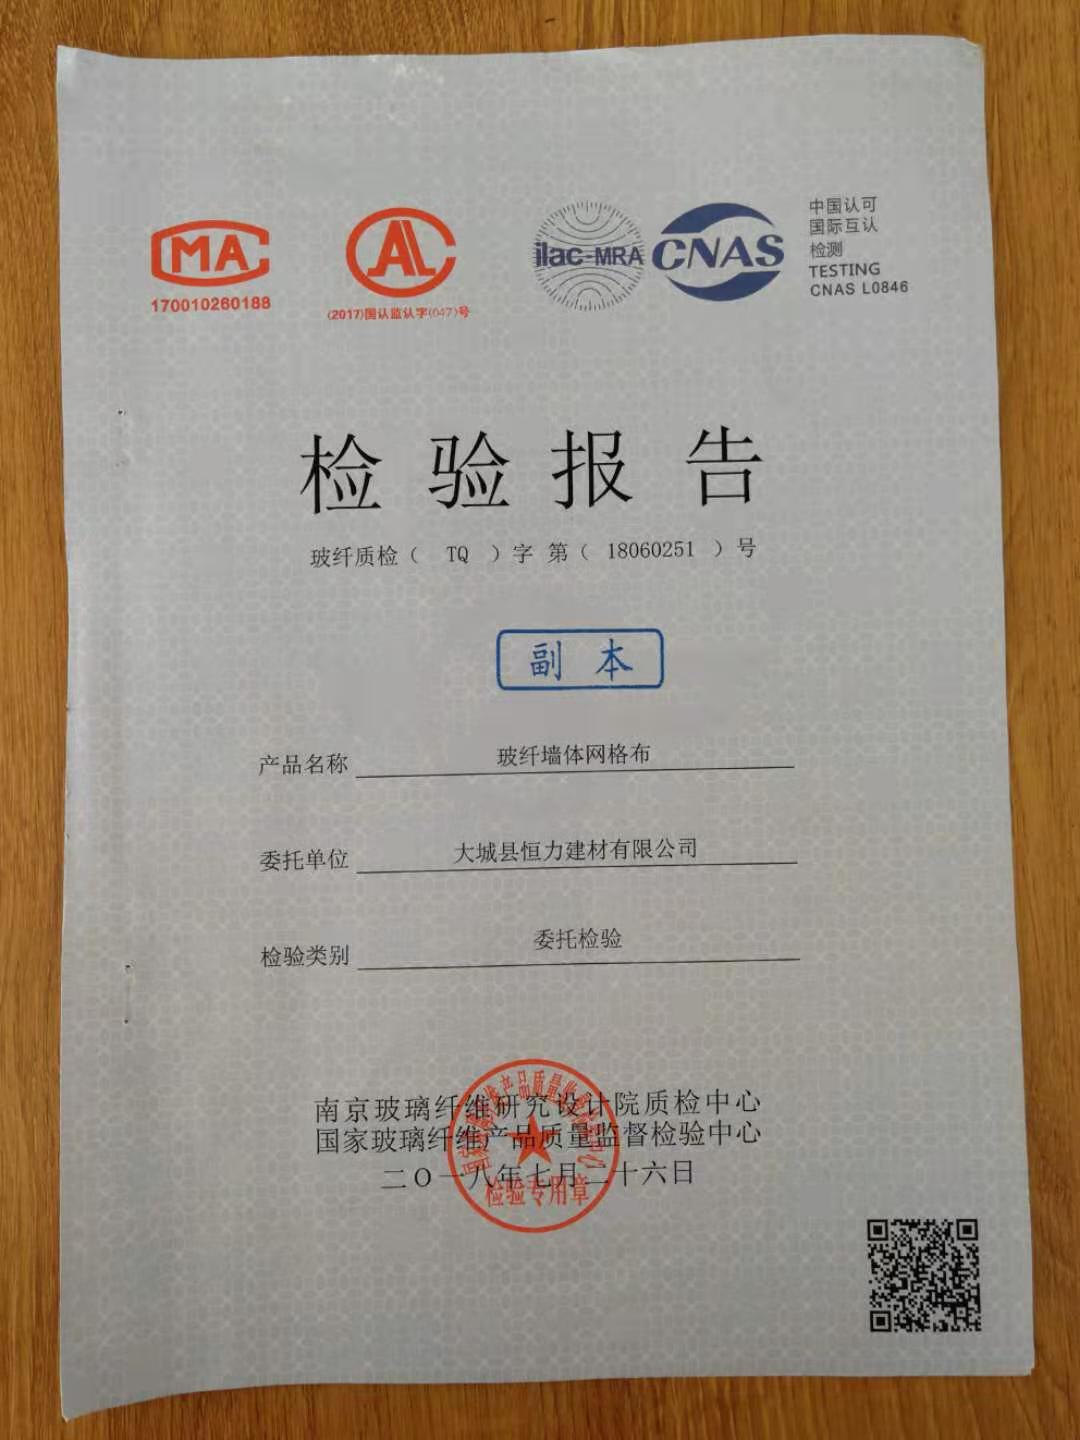 MA
170010260188
AL
(2017)国认监认字(047)号
ilac-MRA
CNAS
中国认可
国际互认
检测
TESTING
CNAS L0846
检验报告
玻纤质检（ TQ ）字 第（ 18060251 ）号
副本
产品名称 玻纤墙体网格布
委托单位 大城县恒力建材有限公司
检验类别 委托检验
南京玻璃纤维研究设计院质检中心
国家玻璃纤维产品质量监督检验中心
二O一八年七月二十六日
检验专用章